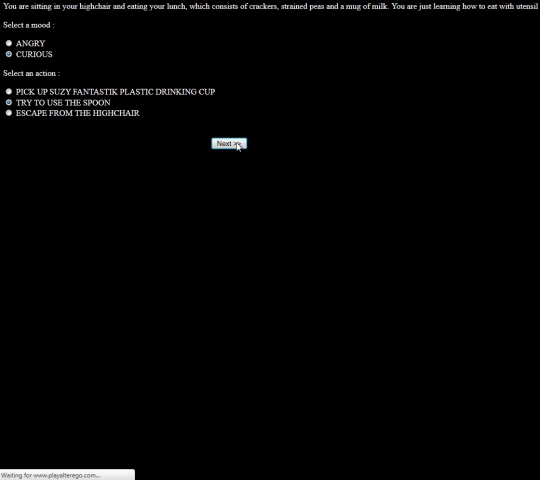 You are sitting in your highchair and eating your lunch, which consists of crackers, strained peas and a mug of milk. You are just learning how to eat with utensil
Select a mood :
ANGRY
CURIOUS
Select an action :
PICK UP SUZY FANTASTIK PLASTIC DRINKING CUP
TRY TO USE THE SPOON
ESCAPE FROM THE HIGHCHAIR
Next
Waiting for www.playalterego.com...